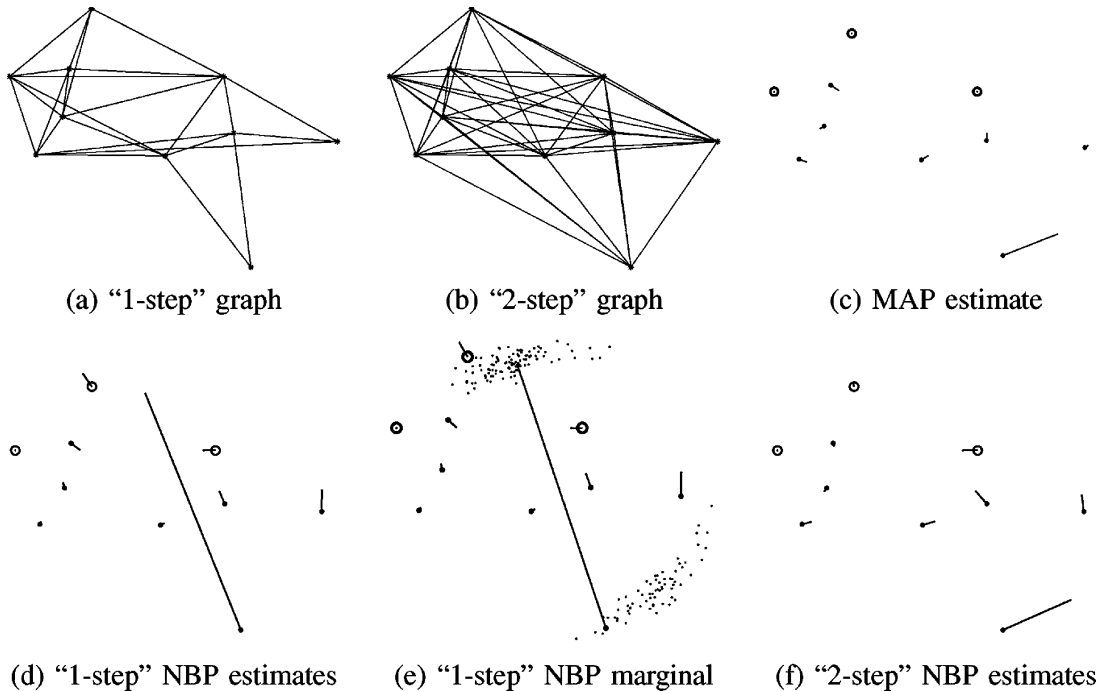 (a) “1-step” graph
(b) “2-step” graph
(c) MAP estimate
(d) “1-step” NBP estimates
(e) “1-step” NBP marginal
(f) “2-step” NBP estimates